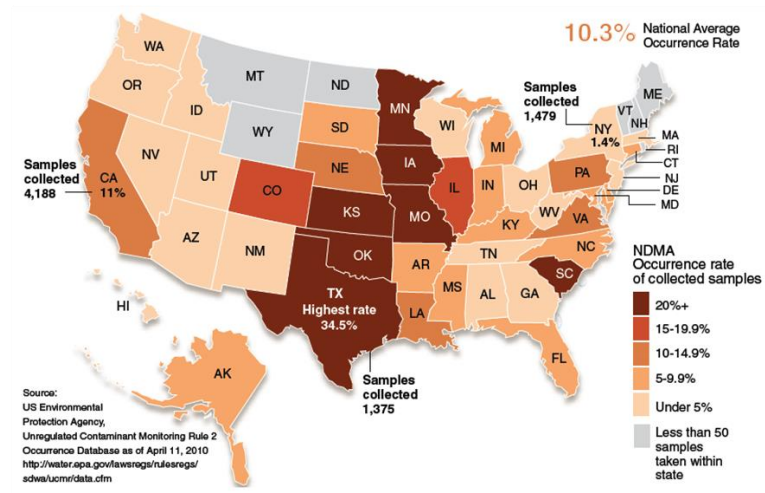 10.3% National Average
Occurrence Rate
WA
MT
ND
ME
OR
MN
Samples
collected
1,479
VT
NH
ID
SD
WI
NY
1.4%
MA
WY
MI
RI
Samples
collected
4,188
CA
11%
NV
NE
IA
PA
CT
NJ
UT
CO
IL
IN
OH
DE
MD
KS
MO
WV
VA
KY
AZ
NM
OK
TN
NC
AR
SC
HI
TX
Highest rate
34.5%
MS
AL
GA
LA
FL
AK
Samples
collected
1,375
NDMA
Occurrence rate
of collected samples
20%+
15-19.9%
10-14.9%
5-9.9%
Under 5%
Less than 50
samples
taken within
state
Source:
US Environmental
Protection Agency,
Unregulated Contaminant Monitoring Rule 2
Occurrence Database as of April 11, 2010
http://water.epa.gov/lawsregs/rulesregs/
sdwa/ucmr/data.cfm